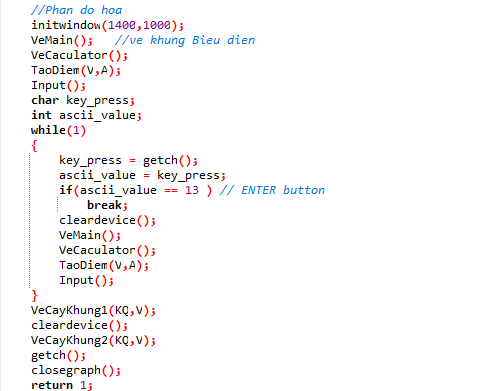 //Phan do hoa
initwindow(1400,1000);
VeMain();   //ve khung Bieu dien
VeCaculator();
TaoDiem(V,A);
Input();
char key_press;
int ascii_value;
while(1)
{
    key_press = getch();
    ascii_value = key_press;
    if(ascii_value == 13 ) // ENTER button
        break;
    cleardevice();
    VeMain();
    VeCaculator();
    TaoDiem(V,A);
    Input();
}
VeCayKhung1(KQ,V);
cleardevice();
VeCayKhung2(KQ,V);
getch();
closegraph();
return 1;